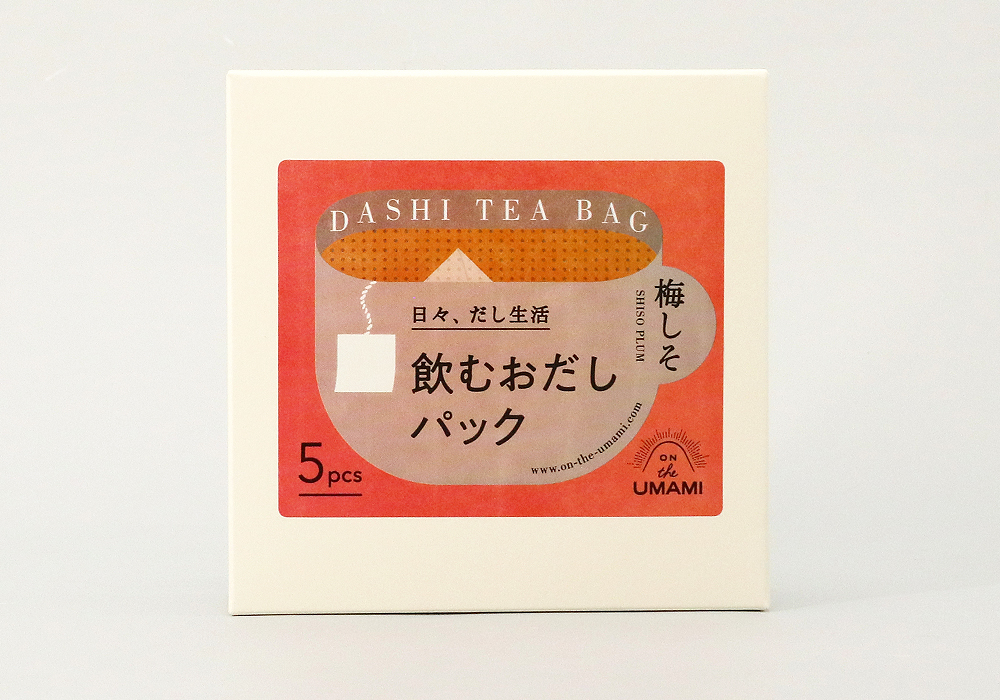 DASHI TEA BAG
日々、だし生活
飲むおだし
パック
梅しそ
SHISO PLUM
www.on-the-umami.com
5pcs
ON
the
UMAMI